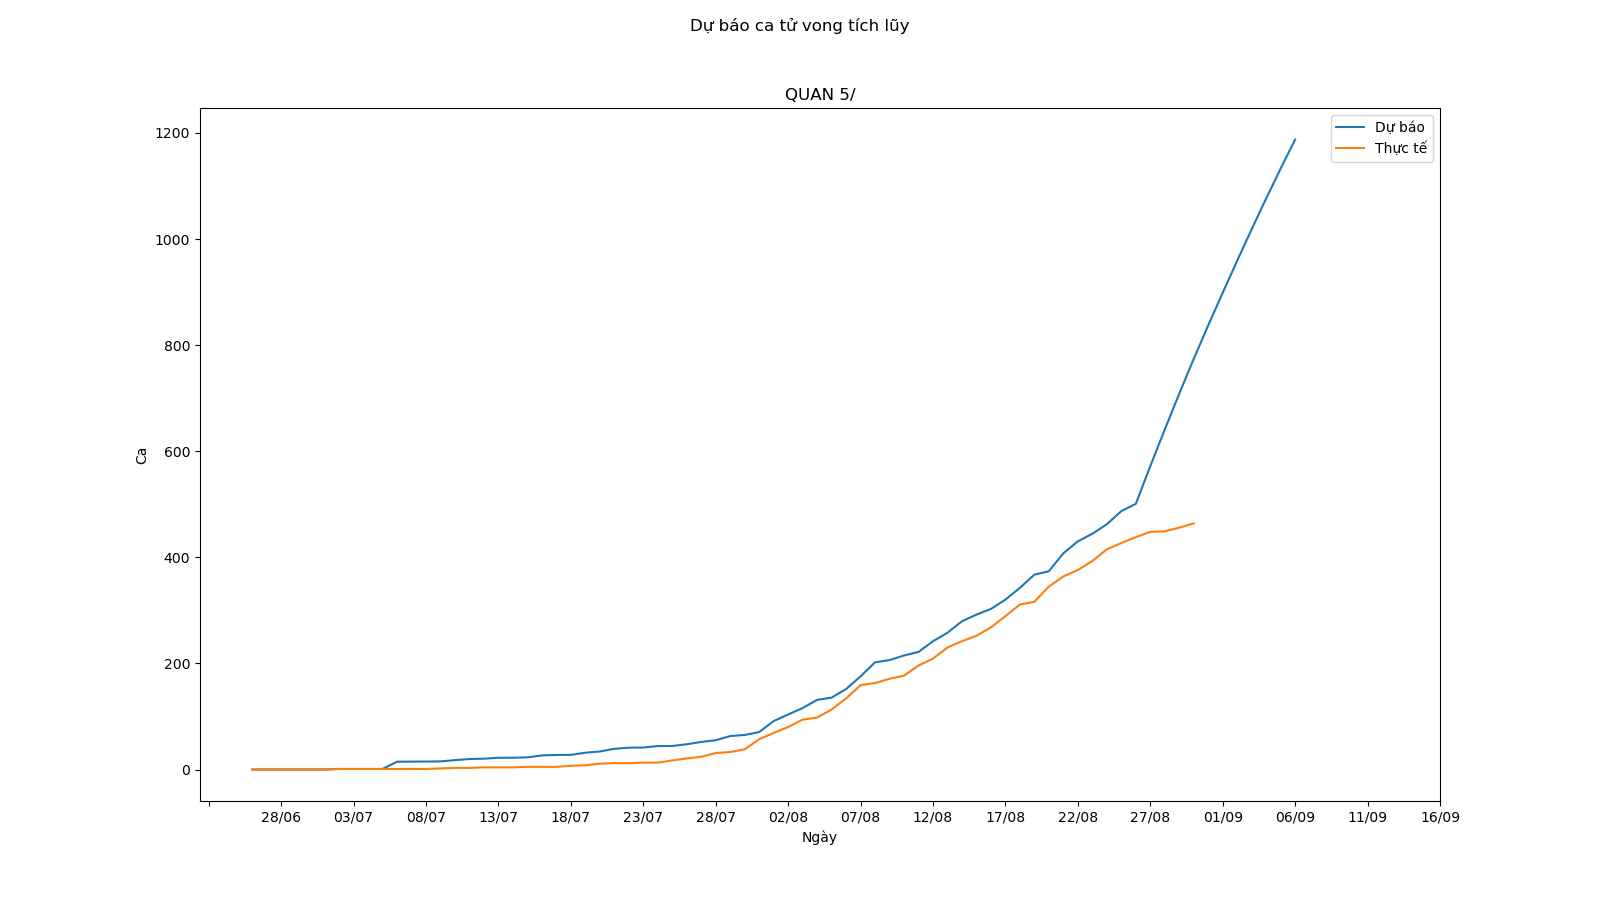 Dự báo ca tử vong tích lũy
QUAN 5/
Dự báo
Thực tế
1200
1000
800
600
400
200
0
Ca
28/06 03/07 08/07 13/07 18/07 23/07 28/07 02/08 07/08 12/08 17/08 22/08 27/08 01/09 06/09 11/09 16/09
Ngày